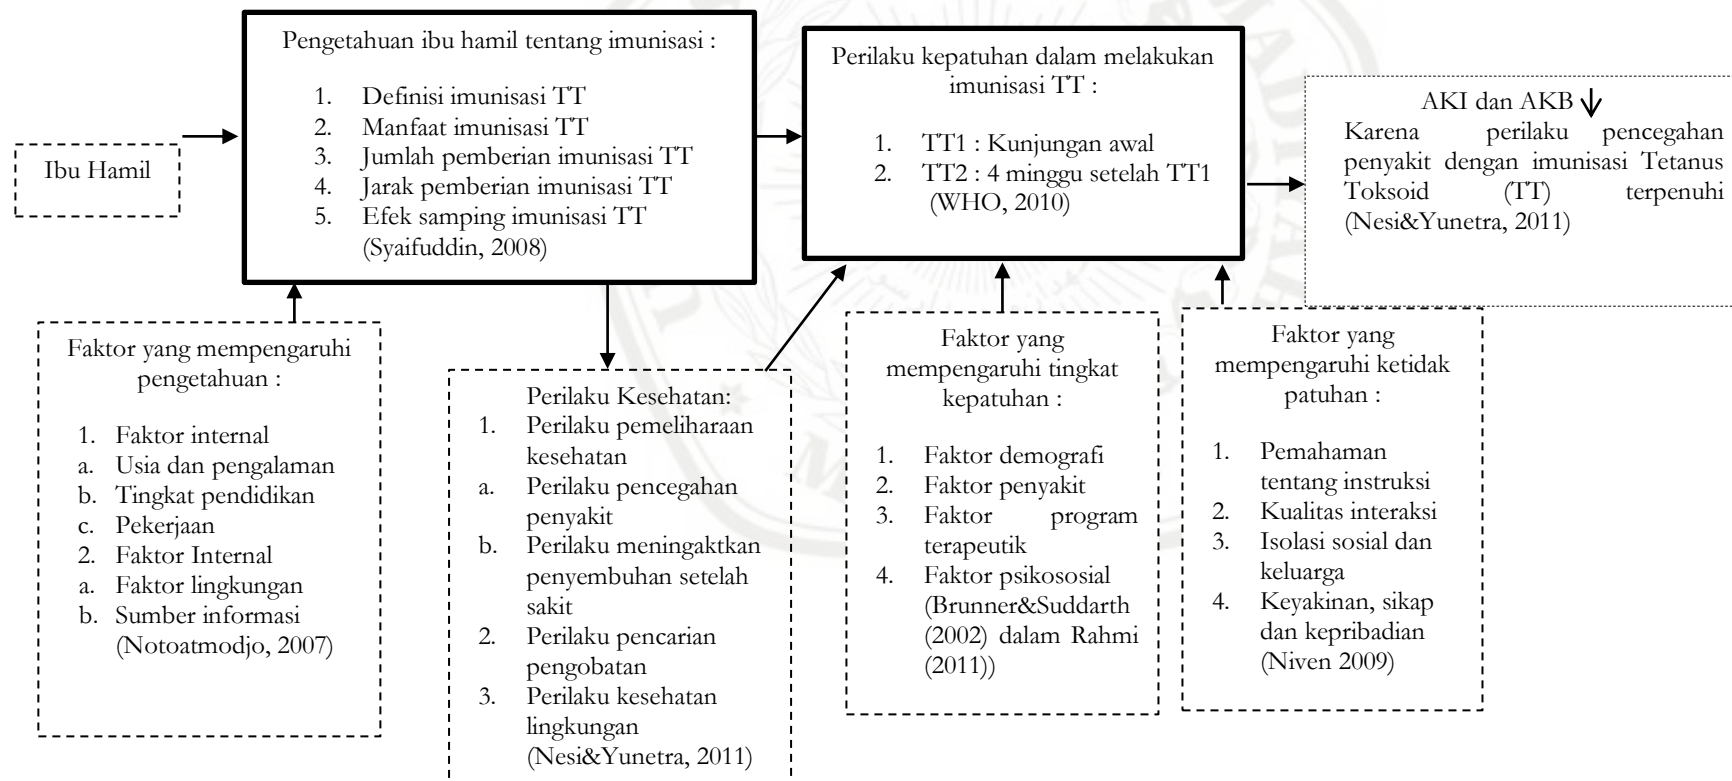 Ibu Hamil
Pengetahuan ibu hamil tentang imunisasi :
1. Definisi imunisasi TT
2. Manfaat imunisasi TT
3. Jumlah pemberian imunisasi TT
4. Jarak pemberian imunisasi TT
5. Efek samping imunisasi TT
(Syaifuddin, 2008)
Perilaku kepatuhan dalam melakukan
imunisasi TT :
1. TT1 : Kunjungan awal
2. TT2 : 4 minggu setelah TT1
(WHO, 2010)
AKI dan AKB ↓
Karena perilaku pencegahan
penyakit dengan imunisasi Tetanus
Toksoid (TT) terpenuhi
(Nesi&Yunetra, 2011)
Faktor yang mempengaruhi
pengetahuan :
1. Faktor internal
a. Usia dan pengalaman
b. Tingkat pendidikan
c. Pekerjaan
2. Faktor Internal
a. Faktor lingkungan
b. Sumber informasi
(Notoatmodjo, 2007)
Perilaku Kesehatan:
1. Perilaku pemeliharaan
kesehatan
a. Perilaku pencegahan
penyakit
b. Perilaku meningaktkan
penyembuhan setelah
sakit
2. Perilaku pencarian
pengobatan
3. Perilaku kesehatan
lingkungan
(Nesi&Yunetra, 2011)
Faktor yang
mempengaruhi tingkat
kepatuhan :
1. Faktor demografi
2. Faktor penyakit
3. Faktor program
terapeutik
4. Faktor psikososial
(Brunner&Suddarth
(2002) dalam Rahmi
(2011))
Faktor yang
mempengaruhi ketidak
patuhan :
1. Pemahaman
tentang instruksi
2. Kualitas interaksi
3. Isolasi sosial dan
keluarga
4. Keyakinan, sikap
dan kepribadian
(Niven 2009)